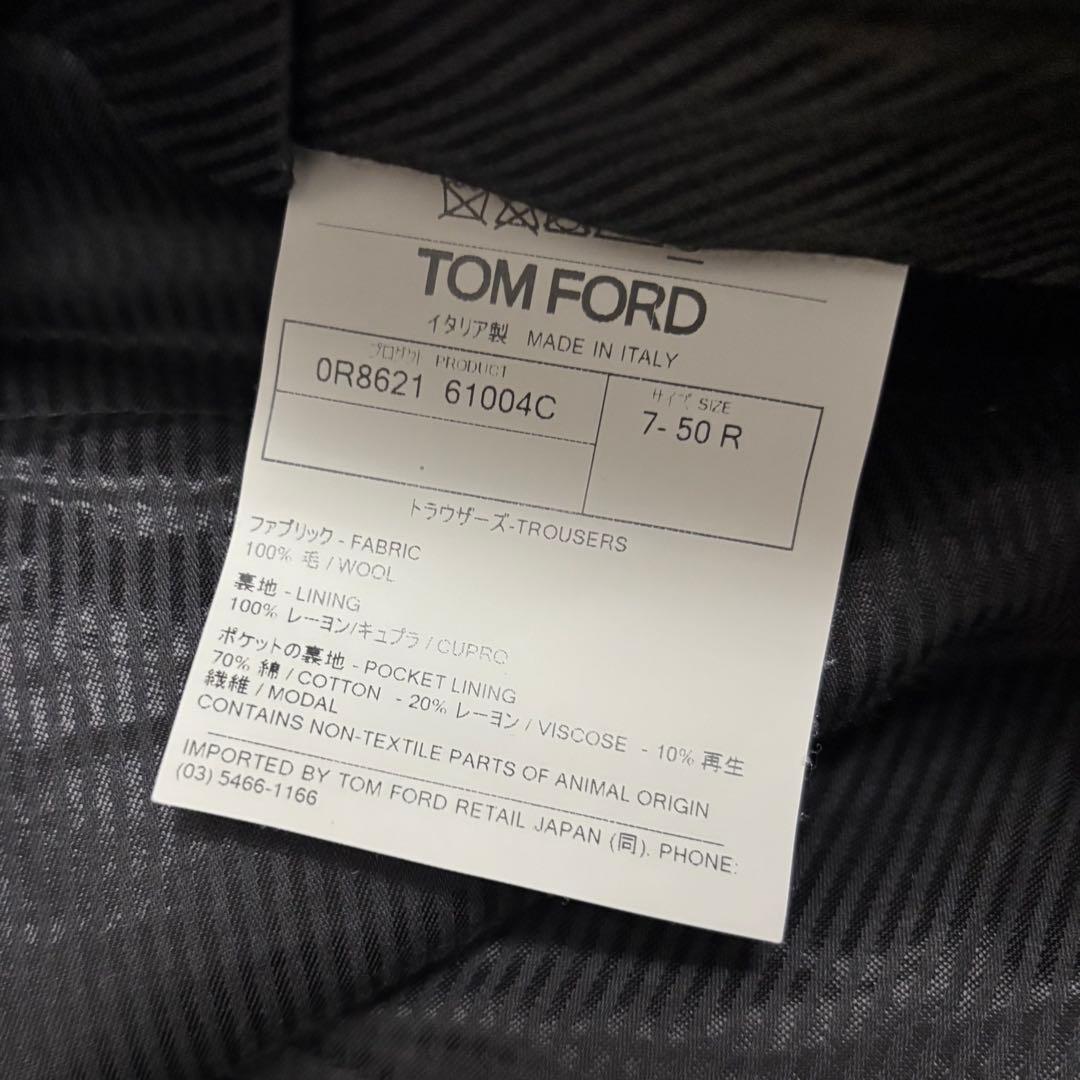 TOM FORD
イタリア製 MADE IN ITALY
プロダクト PRODUCT
0R8621 61004C
サイズ SIZE
7- 50 R
トラウザーズ-TROUSERS
ファブリック - FABRIC
100% 毛 / WOOL
裏地 - LINING
100% レーヨン/キュプラ / CUPRO
ポケットの裏地 - POCKET LINING
70% 綿 / COTTON - 20% レーヨン / VISCOSE - 10% 再生
繊維 / MODAL
CONTAINS NON-TEXTILE PARTS OF ANIMAL ORIGIN
IMPORTED BY TOM FORD RETAIL JAPAN (同). PHONE:
(03) 5466-1166